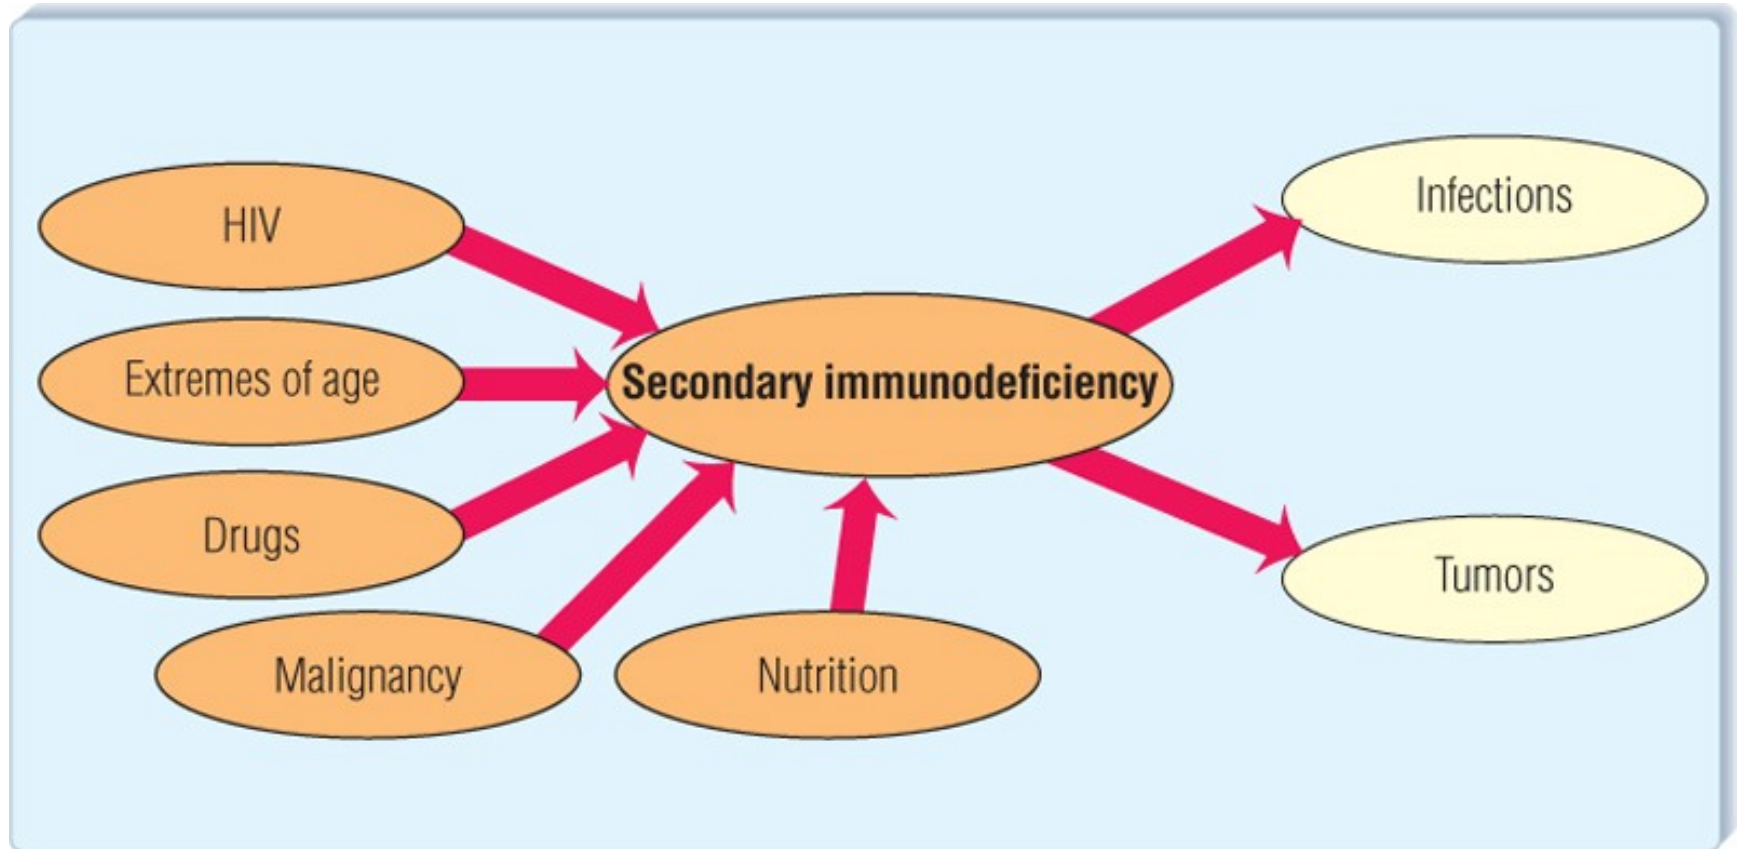 HIV
Extremes of age
Drugs
Malignancy
Nutrition
Secondary immunodeficiency
Infections
Tumors